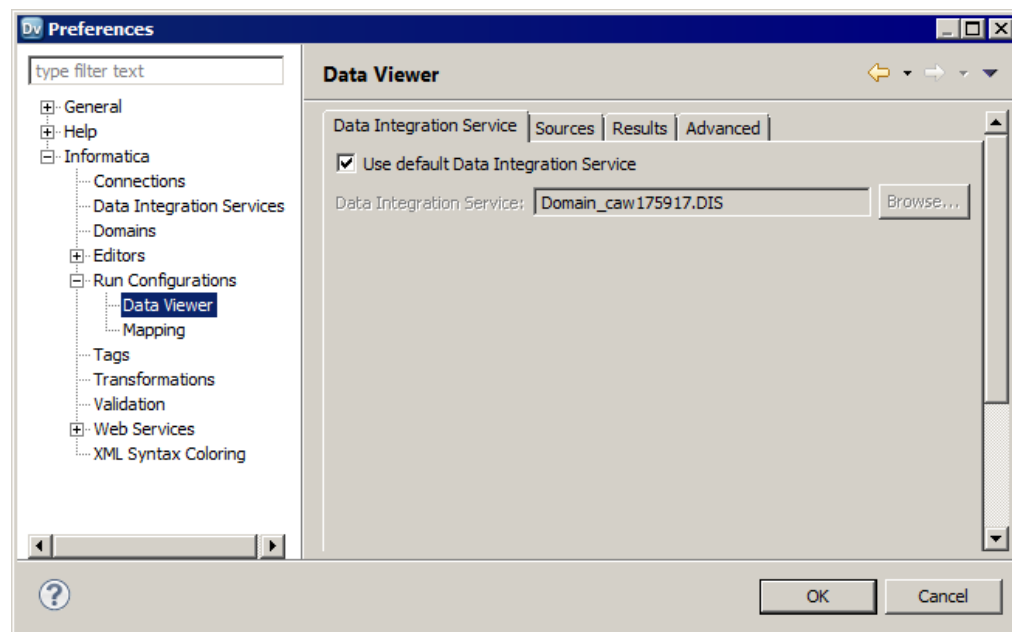 Dv Preferences
type filter text
General
Help
Informatica
Connections
Data Integration Services
Domains
Editors
Run Configurations
Data Viewer
Mapping
Tags
Transformations
Validation
Web Services
XML Syntax Coloring
Data Viewer
Data Integration Service Sources Results Advanced
Use default Data Integration Service
Data Integration Service: Domain_caw175917.DIS Browse...
? OK Cancel